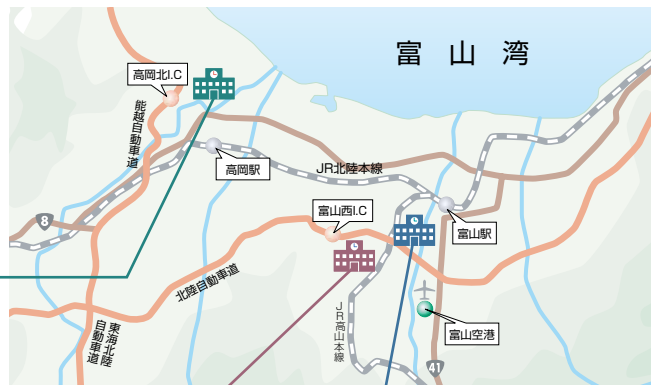 富山湾
高岡北I.C
能越自動車道
高岡駅
JR北陸本線
8
富山西I.C
富山駅
北陸自動車道
JR高山本線
富山空港
東海北陸
自動車道
41